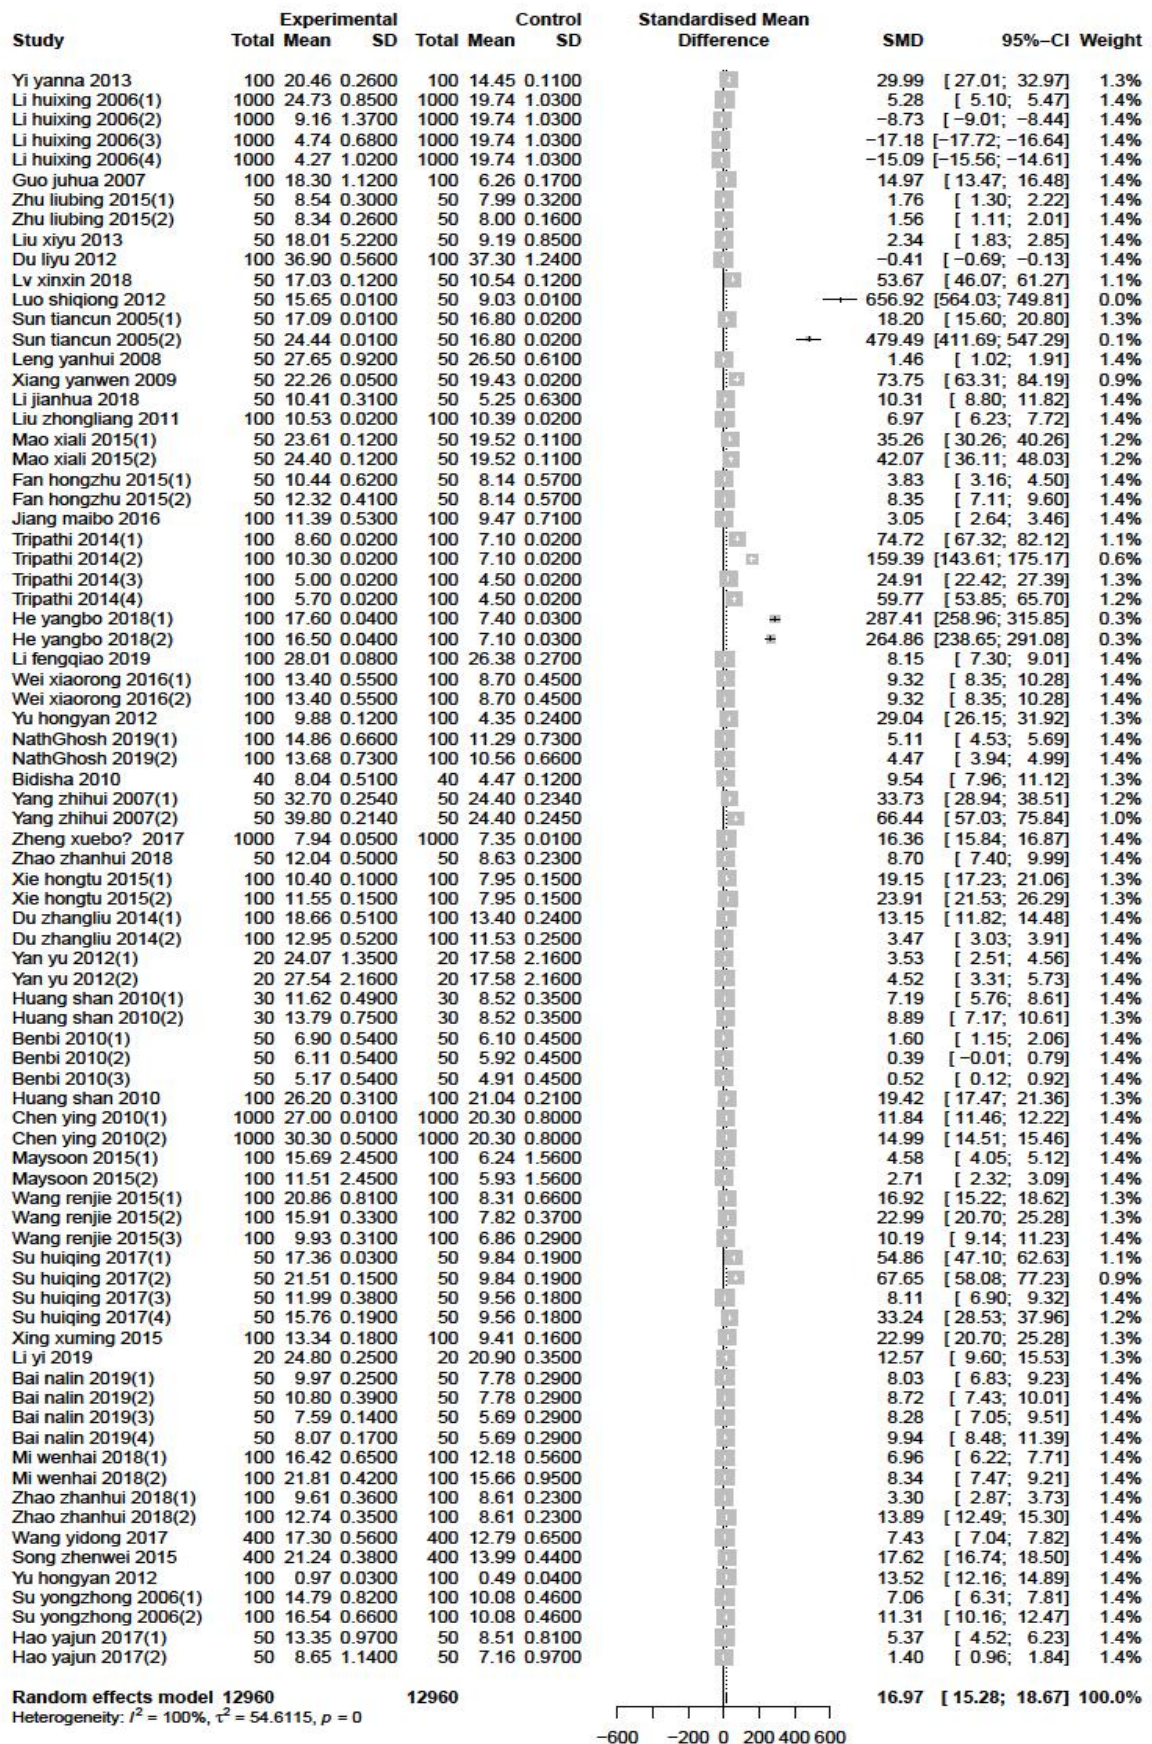 Experimental Control Standardised Mean
Study Total Mean SD Total Mean SD Difference SMD 95%−CI Weight
Yi yanna 2013 100 20.46 0.2600 100 14.45 0.1100 29.99 [27.01; 32.97] 1.3%
Li huixing 2006(1) 1000 24.73 0.8500 1000 19.74 1.0300 5.28 [ 5.10; 5.47] 1.4%
Li huixing 2006(2) 1000 9.16 1.3700 1000 19.74 1.0300 −8.73 [−9.01; −8.44] 1.4%
Li huixing 2006(3) 1000 4.74 0.6800 1000 19.74 1.0300 −17.18 [−17.72; −16.64] 1.4%
Li huixing 2006(4) 1000 4.27 1.0200 1000 19.74 1.0300 −15.09 [−15.56; −14.61] 1.4%
Guo juhua 2007 100 18.30 1.1200 100 6.26 0.1700 14.97 [13.47; 16.48] 1.4%
Zhu liubing 2015(1) 50 8.54 0.3000 50 7.99 0.3200 1.76 [ 1.30; 2.22] 1.4%
Zhu liubing 2015(2) 50 8.34 0.2600 50 8.00 0.1600 1.56 [ 1.11; 2.01] 1.4%
Liu xiyu 2013 50 18.01 5.2200 50 9.19 0.8500 2.34 [ 1.83; 2.85] 1.4%
Du liyu 2012 100 36.90 0.5600 100 37.30 1.2400 −0.41 [−0.69; −0.13] 1.4%
Lv xinxin 2018 50 17.03 0.1200 50 10.54 0.1200 53.67 [46.07; 61.27] 1.1%
Luo shiqiong 2012 50 15.65 0.0100 50 9.03 0.0100 656.92 [564.03; 749.81] 0.0%
Sun tiancun 2005(1) 50 17.09 0.0100 50 16.80 0.0200 18.20 [15.60; 20.80] 1.3%
Sun tiancun 2005(2) 50 24.44 0.0100 50 16.80 0.0200 479.49 [411.69; 547.29] 0.1%
Leng yanhui 2008 50 27.65 0.9200 50 26.50 0.6100 1.46 [ 1.02; 1.91] 1.4%
Xiang yanwen 2009 50 22.26 0.0500 50 19.43 0.0200 73.75 [63.31; 84.19] 0.9%
Li jianhua 2018 50 10.41 0.3100 50 5.25 0.6300 10.31 [ 8.80; 11.82] 1.4%
Liu zhongliang 2011 100 10.53 0.0200 100 10.39 0.0200 6.97 [ 6.23; 7.72] 1.4%
Mao xiali 2015(1) 50 23.61 0.1200 50 19.52 0.1100 35.26 [30.26; 40.26] 1.2%
Mao xiali 2015(2) 50 24.40 0.1200 50 19.52 0.1100 42.07 [36.11; 48.03] 1.2%
Fan hongzhu 2015(1) 50 10.44 0.6200 50 8.14 0.5700 3.83 [ 3.16; 4.50] 1.4%
Fan hongzhu 2015(2) 50 12.32 0.4100 50 8.14 0.5700 8.35 [ 7.11; 9.60] 1.4%
Jiang maibo 2016 100 11.39 0.5300 100 9.47 0.7100 3.05 [ 2.64; 3.46] 1.4%
Tripathi 2014(1) 100 8.60 0.0200 100 7.10 0.0200 74.72 [67.32; 82.12] 1.1%
Tripathi 2014(2) 100 10.30 0.0200 100 7.10 0.0200 159.39 [143.61; 175.17] 0.6%
Tripathi 2014(3) 100 5.00 0.0200 100 4.50 0.0200 24.91 [22.42; 27.39] 1.3%
Tripathi 2014(4) 100 5.70 0.0200 100 4.50 0.0200 59.77 [53.85; 65.70] 1.2%
He yangbo 2018(1) 100 17.60 0.0400 100 7.40 0.0300 287.41 [258.96; 315.85] 0.3%
He yangbo 2018(2) 100 16.50 0.0400 100 7.10 0.0300 264.86 [238.65; 291.08] 0.3%
Li fengqiao 2019 100 28.01 0.0800 100 26.38 0.2700 8.15 [ 7.30; 9.01] 1.4%
Wei xiaorong 2016(1) 100 13.40 0.5500 100 8.70 0.4500 9.32 [ 8.35; 10.28] 1.4%
Wei xiaorong 2016(2) 100 13.40 0.5500 100 8.70 0.4500 9.32 [ 8.35; 10.28] 1.4%
Yu hongyan 2012 100 9.88 0.1200 100 4.35 0.2400 29.04 [26.15; 31.92] 1.3%
NathGhosh 2019(1) 100 14.86 0.6600 100 11.29 0.7300 5.11 [ 4.53; 5.69] 1.4%
NathGhosh 2019(2) 100 13.68 0.7300 100 10.56 0.6600 4.47 [ 3.94; 4.99] 1.4%
Bidisha 2010 40 8.04 0.5100 40 4.47 0.1200 9.54 [ 7.96; 11.12] 1.3%
Yang zhihui 2007(1) 50 32.70 0.2540 50 24.40 0.2340 33.73 [28.94; 38.51] 1.2%
Yang zhihui 2007(2) 50 39.80 0.2140 50 24.40 0.2450 66.44 [57.03; 75.84] 1.0%
Zheng xuebo? 2017 1000 7.94 0.0500 1000 7.35 0.0100 16.36 [15.84; 16.87] 1.4%
Zhao zhanhui 2018 50 12.04 0.5000 50 8.63 0.2300 8.70 [ 7.40; 9.99] 1.4%
Xie hongtu 2015(1) 100 10.40 0.1000 100 7.95 0.1500 19.15 [17.23; 21.06] 1.3%
Xie hongtu 2015(2) 100 11.55 0.1500 100 7.95 0.1500 23.91 [21.53; 26.29] 1.3%
Du zhangliu 2014(1) 100 18.66 0.5100 100 13.40 0.2400 13.15 [11.82; 14.48] 1.4%
Du zhangliu 2014(2) 100 12.95 0.5200 100 11.53 0.2500 3.47 [ 3.03; 3.91] 1.4%
Yan yu 2012(1) 20 24.07 1.3500 20 17.58 2.1600 3.53 [ 2.51; 4.56] 1.4%
Yan yu 2012(2) 20 27.54 2.1600 20 17.58 2.1600 4.52 [ 3.31; 5.73] 1.4%
Huang shan 2010(1) 30 11.62 0.4900 30 8.52 0.3500 7.19 [ 5.76; 8.61] 1.4%
Huang shan 2010(2) 30 13.79 0.7500 30 8.52 0.3500 8.89 [ 7.17; 10.61] 1.3%
Benbi 2010(1) 50 6.90 0.5400 50 6.10 0.4500 1.60 [ 1.15; 2.06] 1.4%
Benbi 2010(2) 50 6.11 0.5400 50 5.92 0.4500 0.39 [−0.01; 0.79] 1.4%
Benbi 2010(3) 50 5.17 0.5400 50 4.91 0.4500 0.52 [ 0.12; 0.92] 1.4%
Huang shan 2010 100 26.20 0.3100 100 21.04 0.2100 19.42 [17.47; 21.36] 1.3%
Chen ying 2010(1) 1000 27.00 0.0100 1000 20.30 0.8000 11.84 [11.46; 12.22] 1.4%
Chen ying 2010(2) 1000 30.30 0.5000 1000 20.30 0.8000 14.99 [14.51; 15.46] 1.4%
Maysoon 2015(1) 100 15.69 2.4500 100 6.24 1.5600 4.58 [ 4.05; 5.12] 1.4%
Maysoon 2015(2) 100 11.51 2.4500 100 5.93 1.5600 2.71 [ 2.32; 3.09] 1.4%
Wang renjie 2015(1) 100 20.86 0.8100 100 8.31 0.6600 16.92 [15.22; 18.62] 1.3%
Wang renjie 2015(2) 100 15.91 0.3300 100 7.82 0.3700 22.99 [20.70; 25.28] 1.3%
Wang renjie 2015(3) 100 9.93 0.3100 100 6.86 0.2900 10.19 [ 9.14; 11.23] 1.4%
Su huiqing 2017(1) 50 17.36 0.0300 50 9.84 0.1900 54.86 [47.10; 62.63] 1.1%
Su huiqing 2017(2) 50 21.51 0.1500 50 9.84 0.1900 67.65 [58.08; 77.23] 0.9%
Su huiqing 2017(3) 50 11.99 0.3800 50 9.56 0.1800 8.11 [ 6.90; 9.32] 1.4%
Su huiqing 2017(4) 50 15.76 0.1900 50 9.56 0.1800 33.24 [28.53; 37.96] 1.2%
Xing xuming 2015 100 13.34 0.1800 100 9.41 0.1600 22.99 [20.70; 25.28] 1.3%
Li yi 2019 20 24.80 0.2500 20 20.90 0.3500 12.57 [ 9.60; 15.53] 1.3%
Bai nalin 2019(1) 50 9.97 0.2500 50 7.78 0.2900 8.03 [ 6.83; 9.23] 1.4%
Bai nalin 2019(2) 50 10.80 0.3900 50 7.78 0.2900 8.72 [ 7.43; 10.01] 1.4%
Bai nalin 2019(3) 50 7.59 0.1400 50 5.69 0.2900 8.28 [ 7.05; 9.51] 1.4%
Bai nalin 2019(4) 50 8.07 0.1700 50 5.69 0.2900 9.94 [ 8.48; 11.39] 1.4%
Mi wenhai 2018(1) 100 16.42 0.6500 100 12.18 0.5600 6.96 [ 6.22; 7.71] 1.4%
Mi wenhai 2018(2) 100 21.81 0.4200 100 15.66 0.9500 8.34 [ 7.47; 9.21] 1.4%
Zhao zhanhui 2018(1) 100 9.61 0.3600 100 8.61 0.2300 3.30 [ 2.87; 3.73] 1.4%
Zhao zhanhui 2018(2) 100 12.74 0.3500 100 8.61 0.2300 13.89 [12.49; 15.30] 1.4%
Wang yidong 2017 400 17.30 0.5600 400 12.79 0.6500 7.43 [ 7.04; 7.82] 1.4%
Song zhenwei 2015 400 21.24 0.3800 400 13.99 0.4400 17.62 [16.74; 18.50] 1.4%
Yu hongyan 2012 100 0.97 0.0300 100 0.49 0.0400 13.52 [12.16; 14.89] 1.4%
Su yongzhong 2006(1) 100 14.79 0.8200 100 10.08 0.4600 7.06 [ 6.31; 7.81] 1.4%
Su yongzhong 2006(2) 100 16.54 0.6600 100 10.08 0.4600 11.31 [10.16; 12.47] 1.4%
Hao yajun 2017(1) 50 13.35 0.9700 50 8.51 0.8100 5.37 [ 4.52; 6.23] 1.4%
Hao yajun 2017(2) 50 8.65 1.1400 50 7.16 0.9700 1.40 [ 0.96; 1.84] 1.4%
Random effects model 12960 12960 16.97 [15.28; 18.67] 100.0%
Heterogeneity: I² = 100%, τ² = 54.6115, p = 0
−600 −200 0 200 400 600